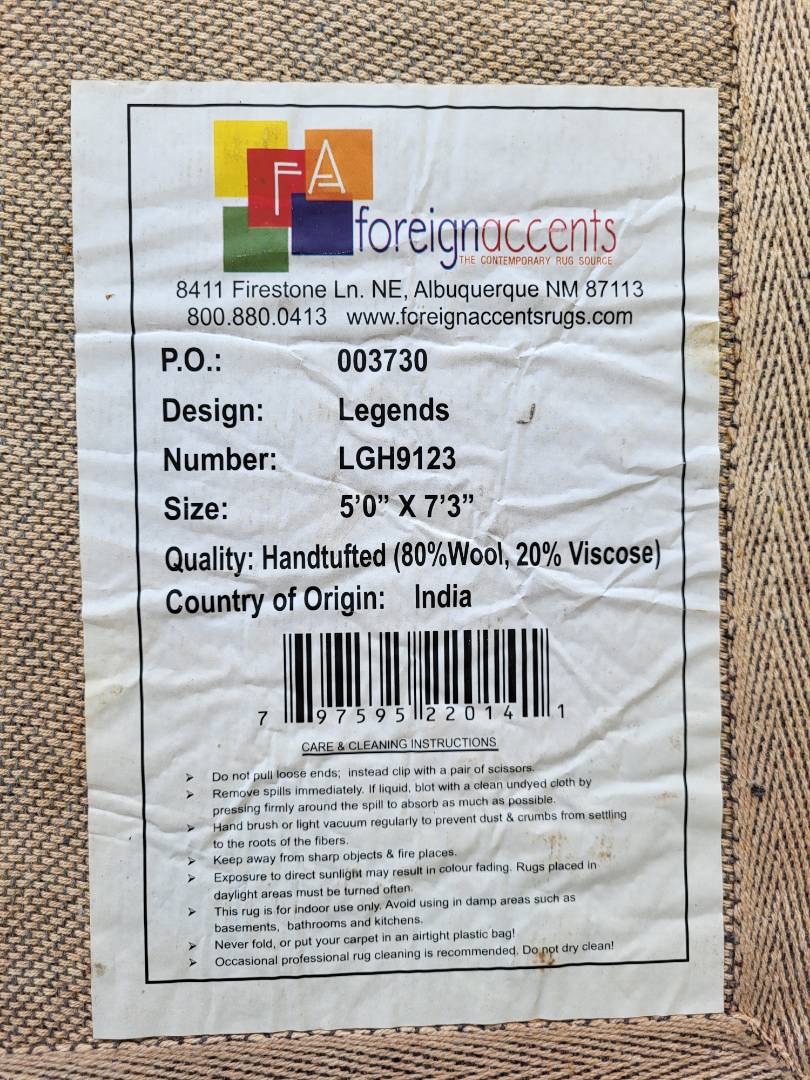 FA
foreignaccents
THE CONTEMPORARY RUG SOURCE
8411 Firestone Ln. NE, Albuquerque NM 87113
800.880.0413 www.foreignaccentsrugs.com
P.O.: 003730
Design: Legends
Number: LGH9123
Size: 5’0” X 7’3”
Quality: Handtufted (80%Wool, 20% Viscose)
Country of Origin: India
7 97595 22014 1
CARE & CLEANING INSTRUCTIONS
➢ Do not pull loose ends; instead clip with a pair of scissors.
➢ Remove spills immediately. If liquid, blot with a clean undyed cloth by
pressing firmly around the spill to absorb as much as possible.
➢ Hand brush or light vacuum regularly to prevent dust & crumbs from settling
to the roots of the fibers.
➢ Keep away from sharp objects & fire places.
➢ Exposure to direct sunlight may result in colour fading. Rugs placed in
daylight areas must be turned often.
➢ This rug is for indoor use only. Avoid using in damp areas such as
basements, bathrooms and kitchens.
➢ Never fold, or put your carpet in an airtight plastic bag!
➢ Occasional professional rug cleaning is recommended. Do not dry clean!